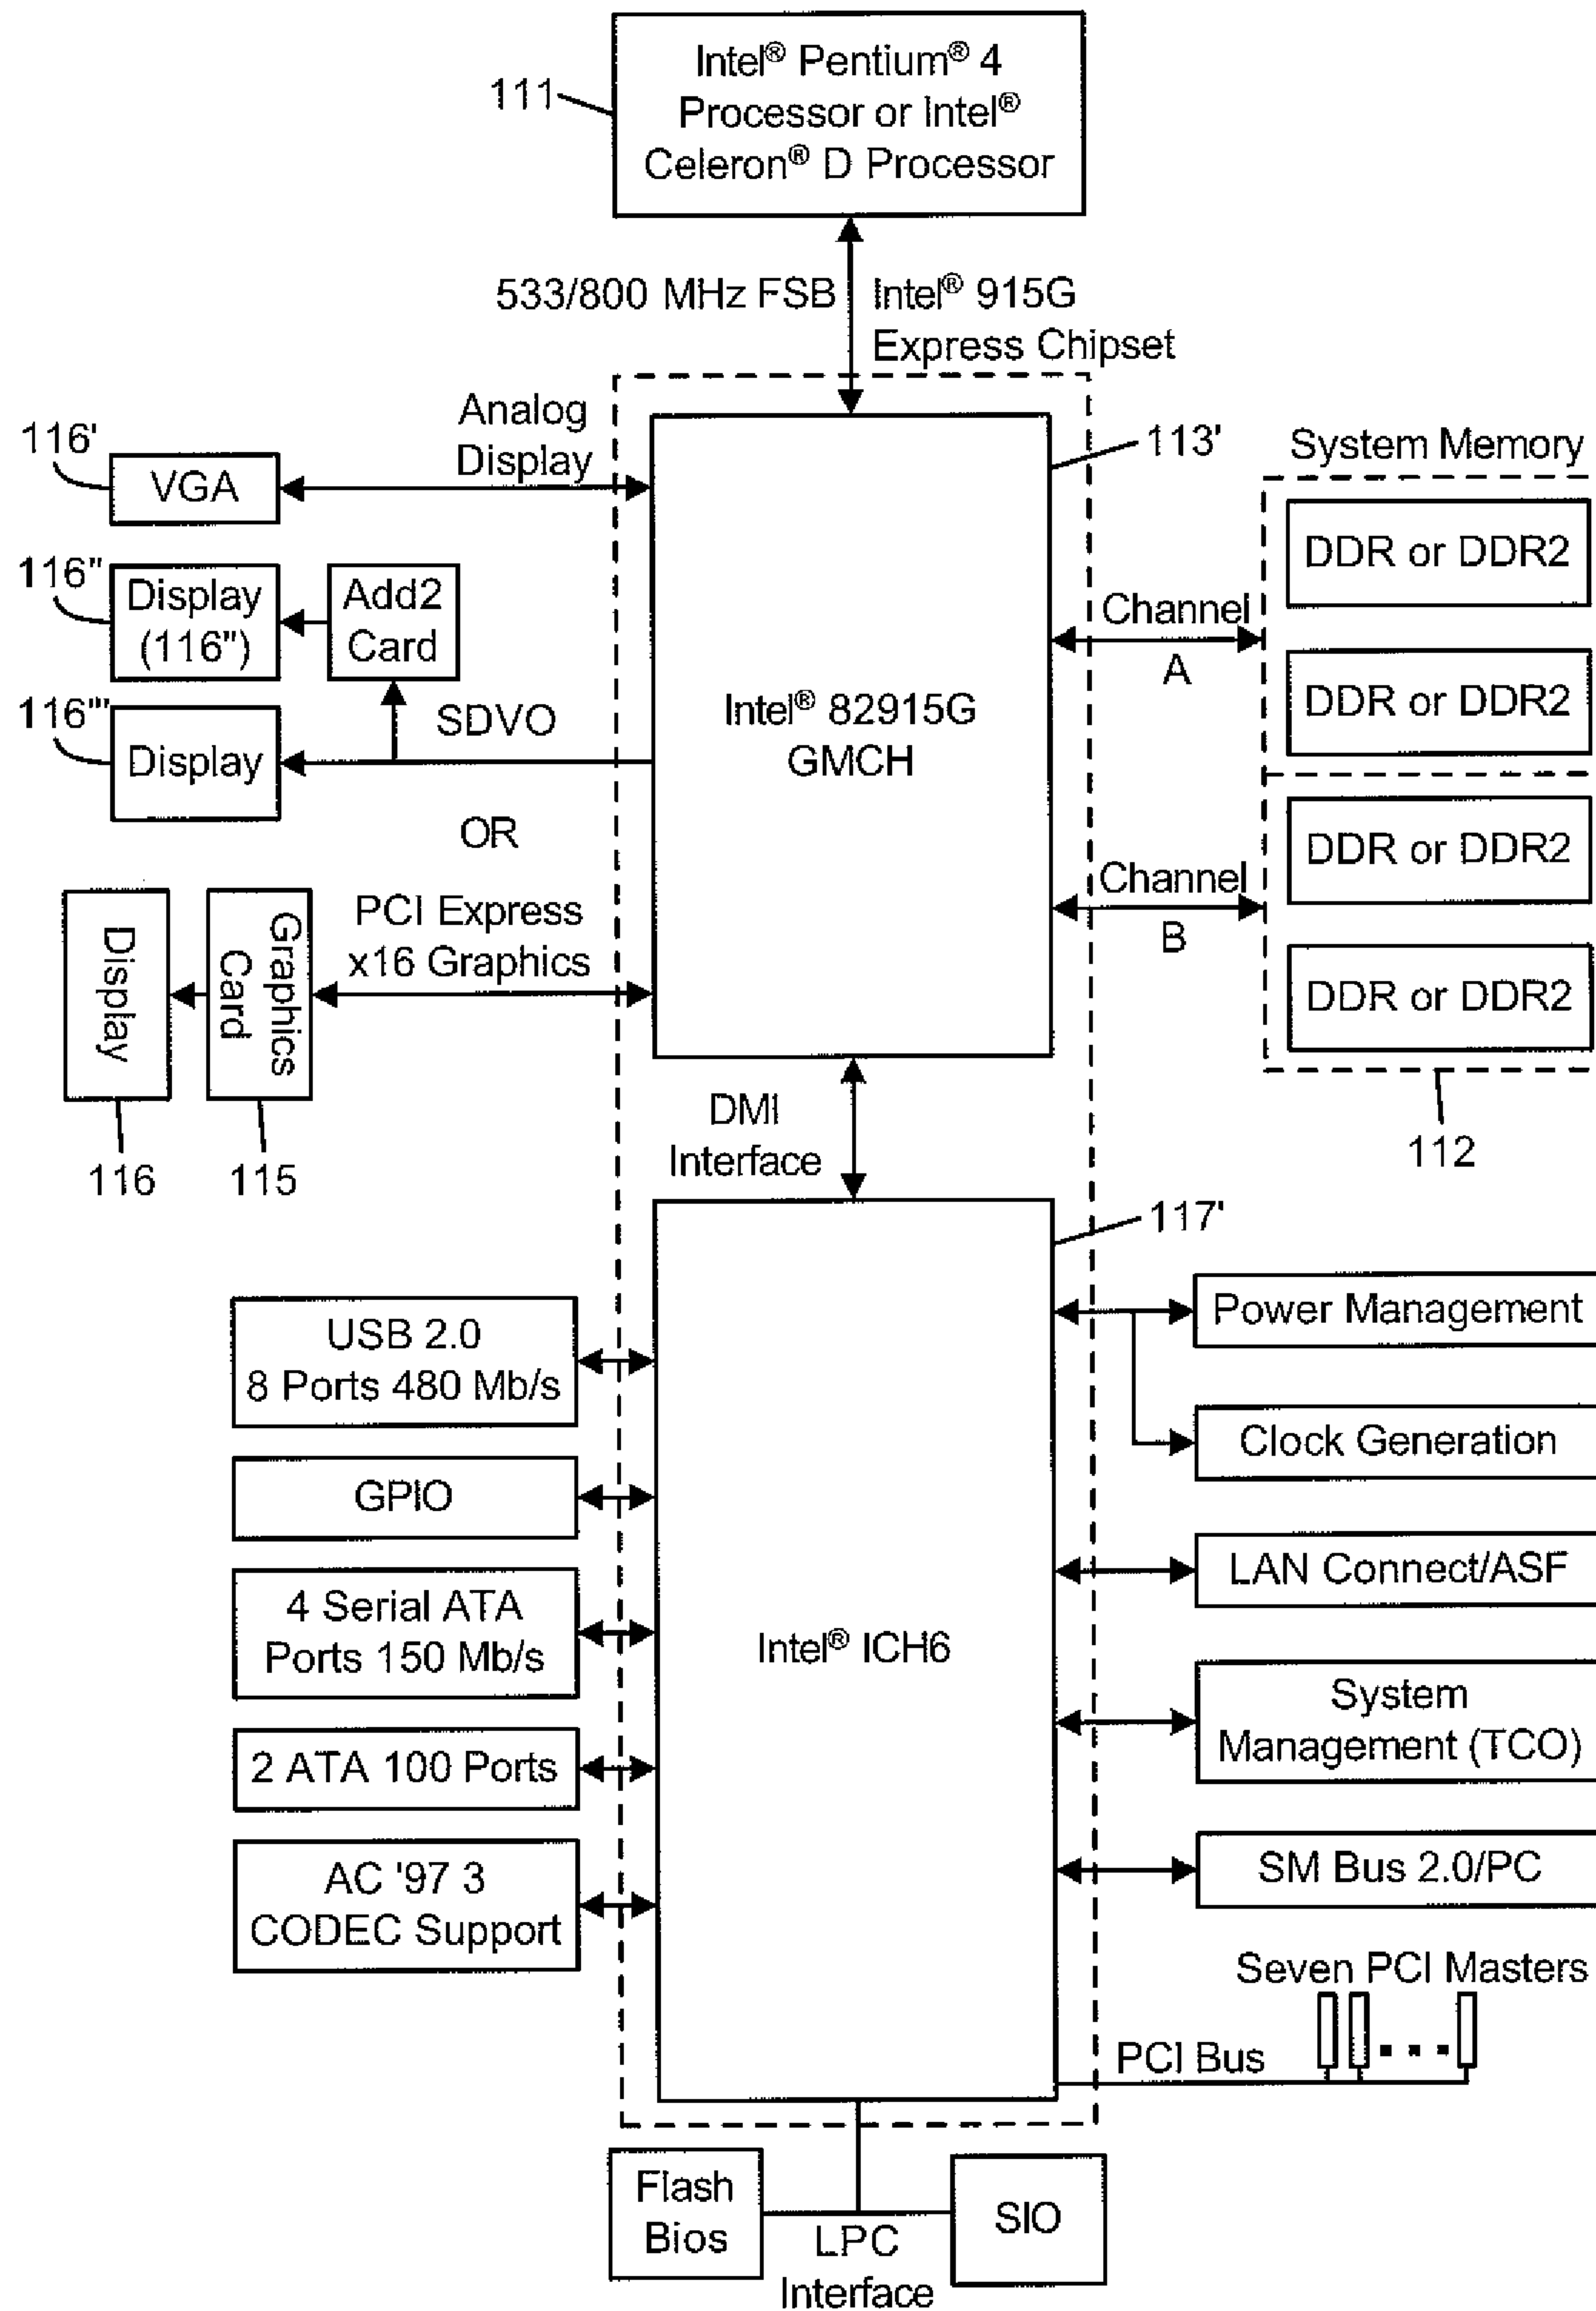 Intel® Pentium® 4
Processor or Intel®
Celeron® D Processor
111
533/800 MHz FSB
Intel® 915G
Express Chipset
Analog
Display
116'
VGA
113'
System Memory
DDR or DDR2
116"
Display
(116")
Add2
Card
Channel
A
DDR or DDR2
116"'
Display
SDVO
Intel® 82915G
GMCH
OR
DDR or DDR2
Channel
B
PCI Express
x16 Graphics
Graphics
Card
Display
DDR or DDR2
116
115
112
DMI
Interface
117'
USB 2.0
8 Ports 480 Mb/s
Power Management
Clock Generation
GPIO
LAN Connect/ASF
4 Serial ATA
Ports 150 Mb/s
Intel® ICH6
System
Management (TCO)
2 ATA 100 Ports
SM Bus 2.0/PC
AC '97 3
CODEC Support
Seven PCI Masters
PCI Bus
Flash
Bios
LPC
Interface
SIO